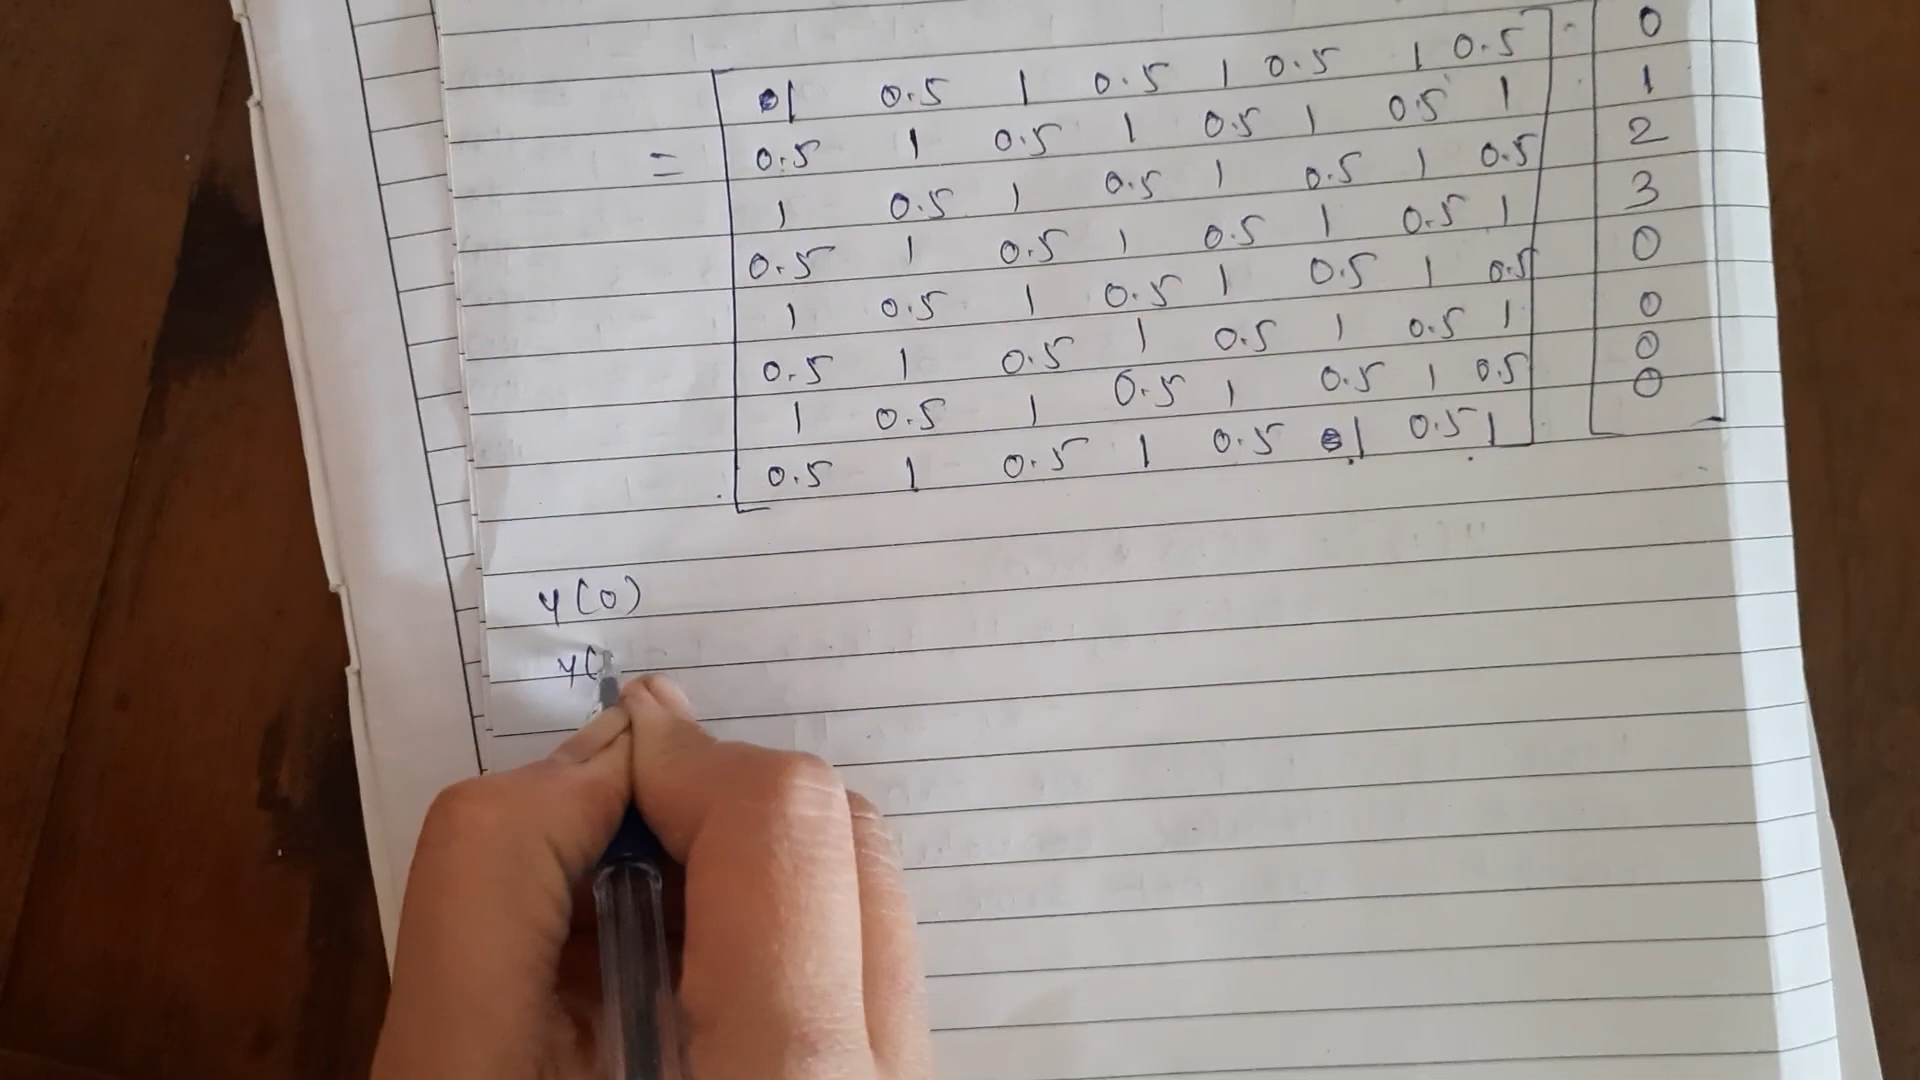 1 0.5 1 0.5 1 0.5 1 0.5 0
= 0.5 1 0.5 1 0.5 1 0.5 1 1
1 0.5 1 0.5 1 0.5 1 0.5 2
0.5 1 0.5 1 0.5 1 0.5 1 3
1 0.5 1 0.5 1 0.5 1 0.5 0
0.5 1 0.5 1 0.5 1 0.5 1 0
1 0.5 1 0.5 1 0.5 1 0.5 0
0.5 1 0.5 1 0.5 1 0.5 1 0
y(0)
y(